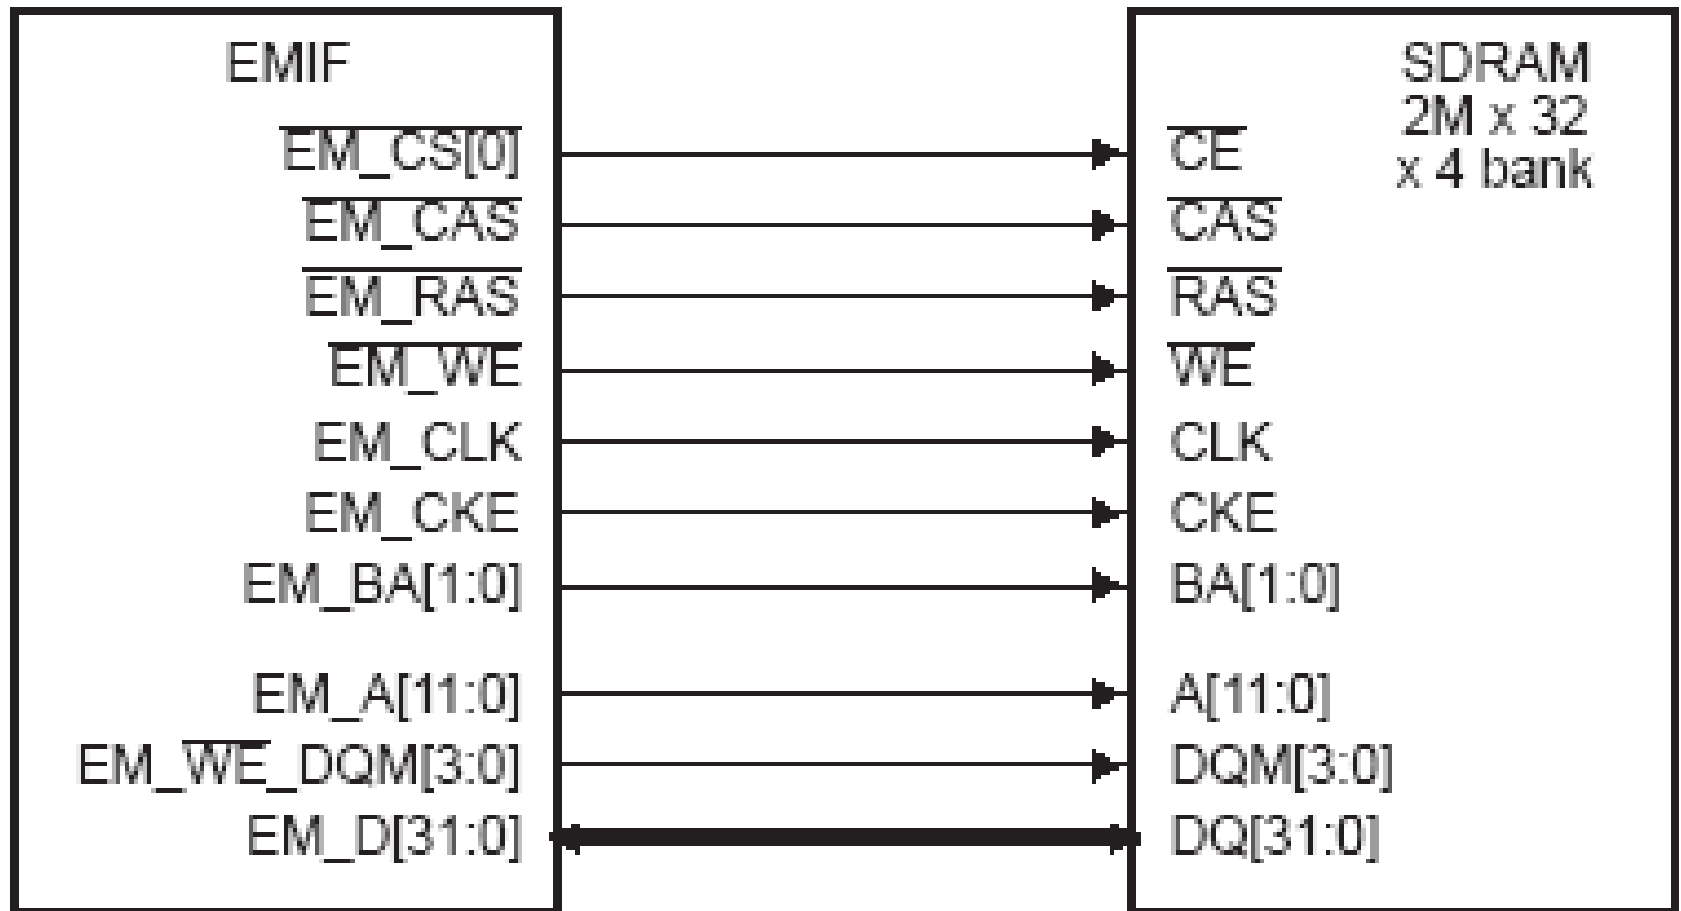 EMIF
EM_CS[0]
EM_CAS
EM_RAS
EM_WE
EM_CLK
EM_CKE
EM_BA[1:0]
EM_A[11:0]
EM_WE_DQM[3:0]
EM_D[31:0]
SDRAM
2M x 32
x 4 bank
CE
CAS
RAS
WE
CLK
CKE
BA[1:0]
A[11:0]
DQM[3:0]
DQ[31:0]